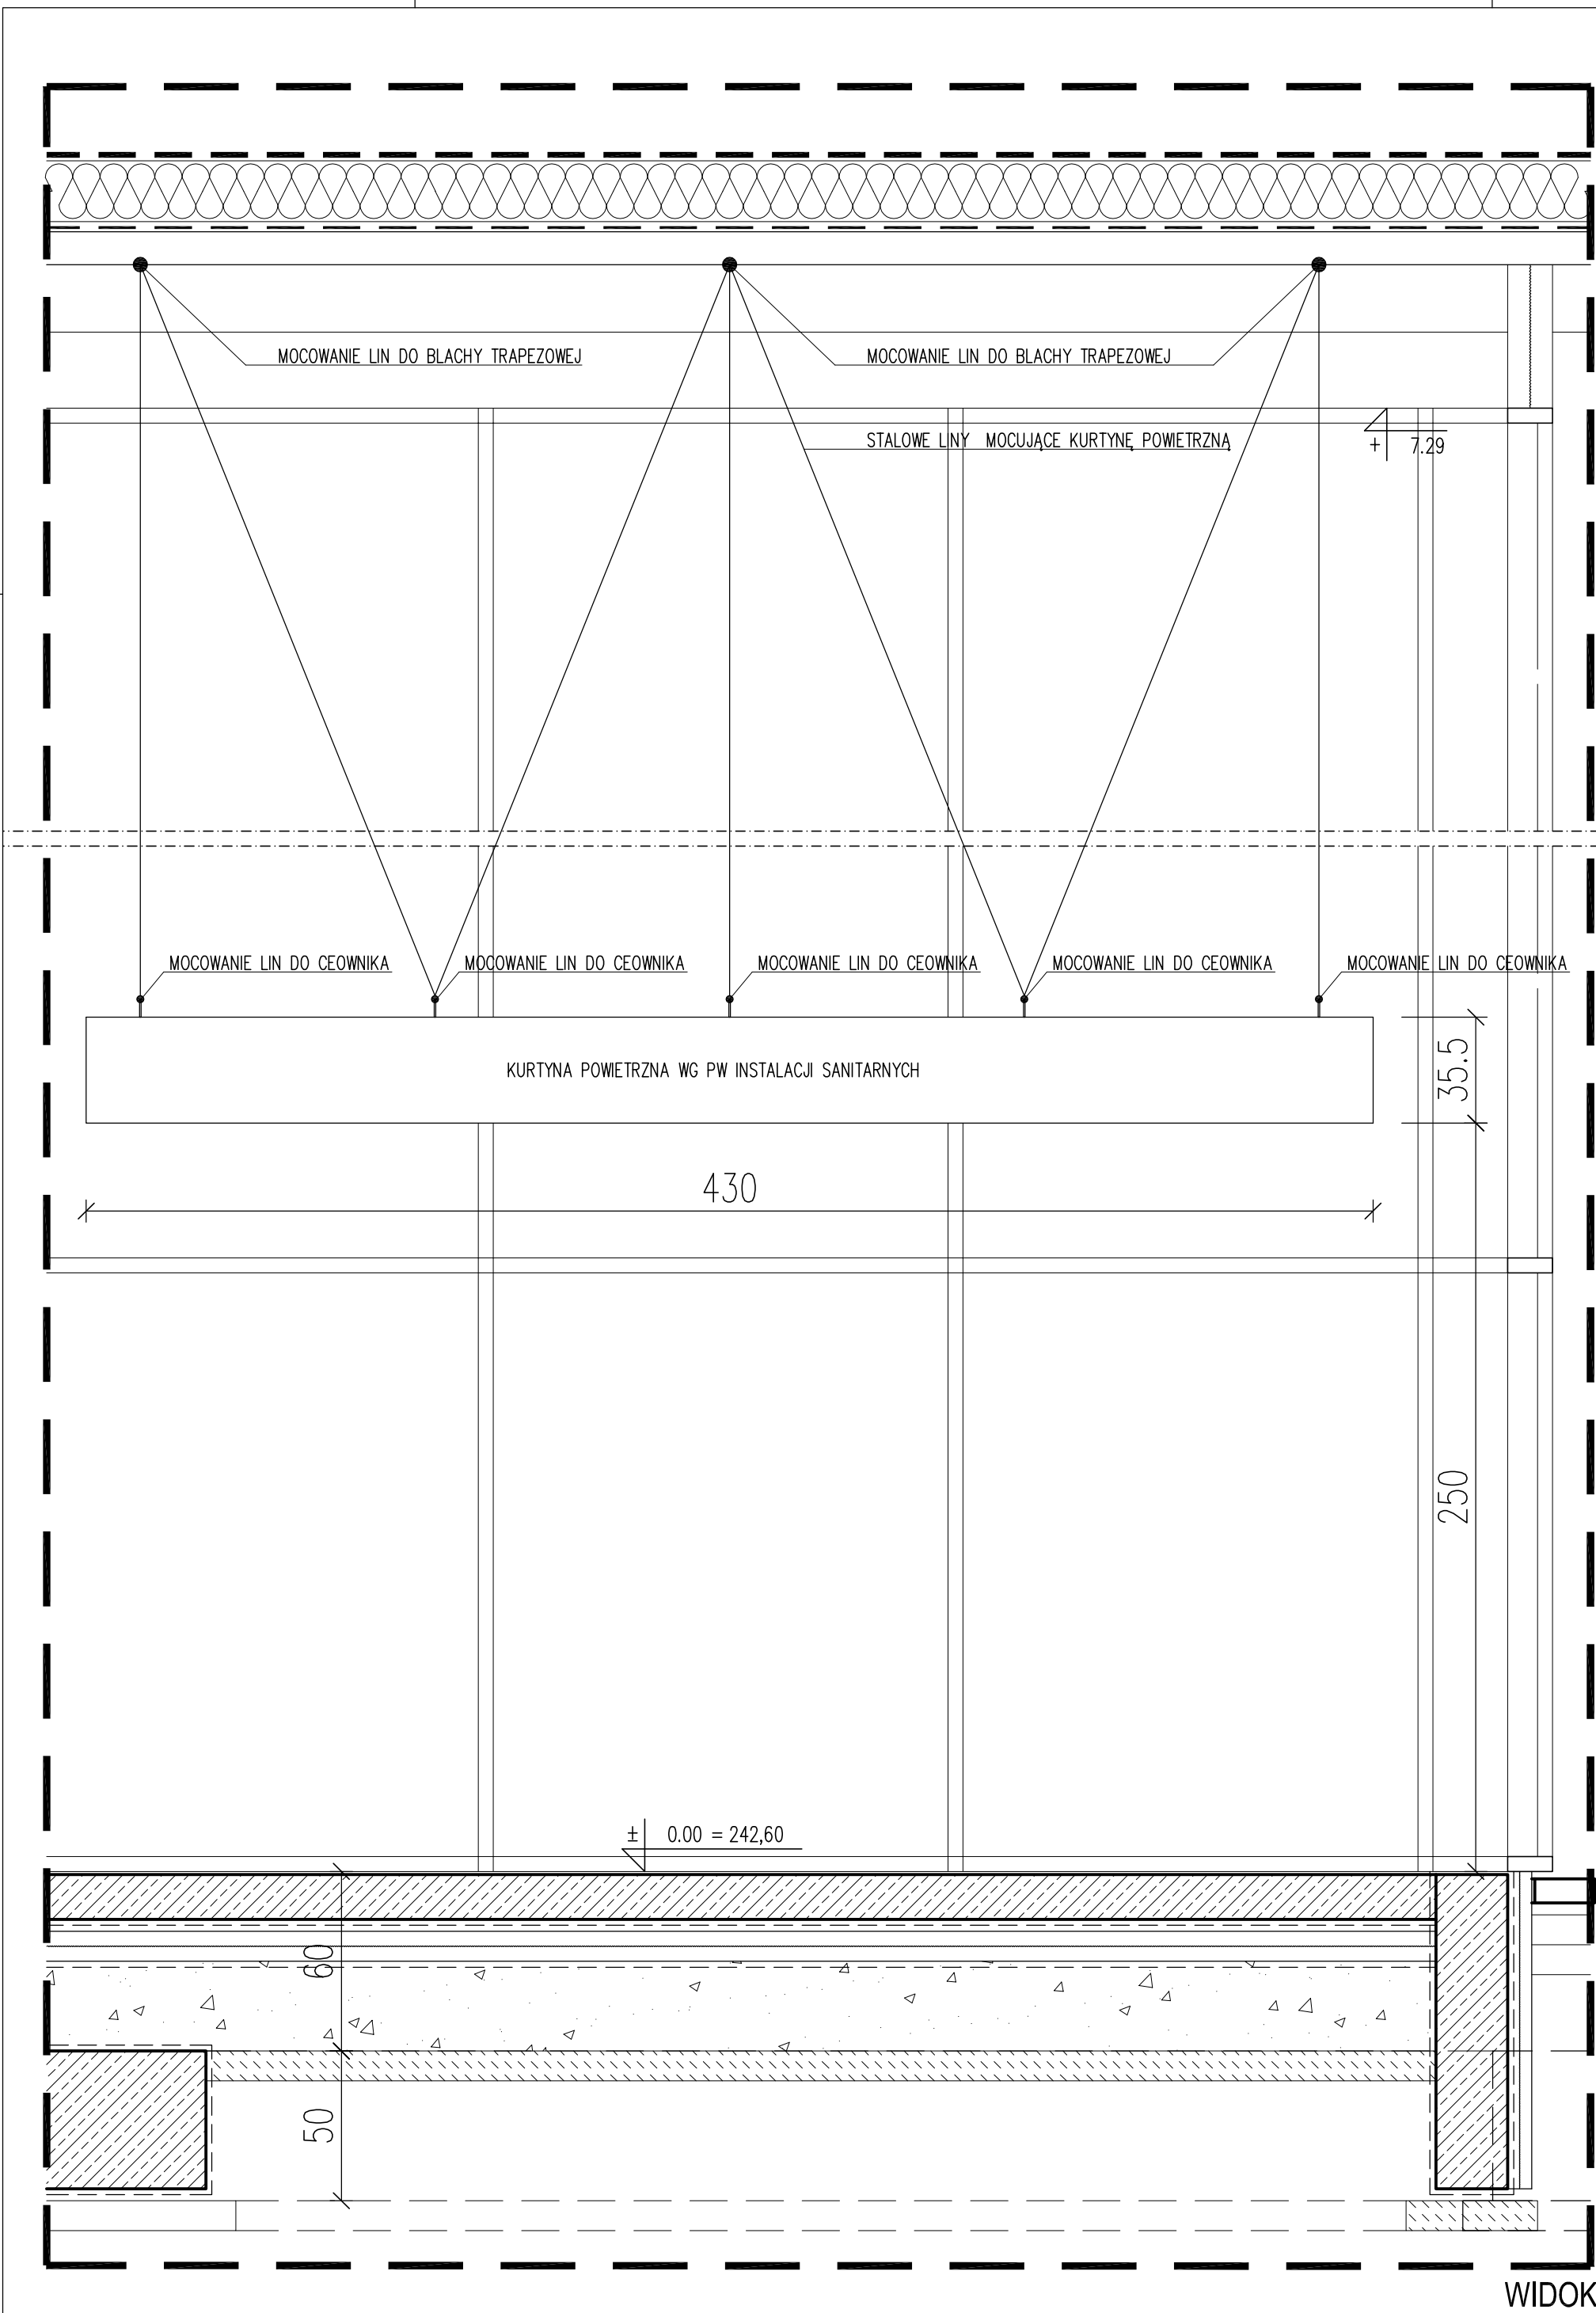 MOCOWANIE LIN DO BLACHY TRAPEZOWEJ
MOCOWANIE LIN DO BLACHY TRAPEZOWEJ
STALOWE LINY MOCUJĄCE KURTYNĘ POWIETRZNĄ
+ 7.29
MOCOWANIE LIN DO CEOWNIKA
MOCOWANIE LIN DO CEOWNIKA
MOCOWANIE LIN DO CEOWNIKA
MOCOWANIE LIN DO CEOWNIKA
MOCOWANIE LIN DO CEOWNIKA
KURTYNA POWIETRZNA WG PW INSTALACJI SANITARNYCH
35.5
430
250
± 0.00 = 242,60
60
50
WIDOK